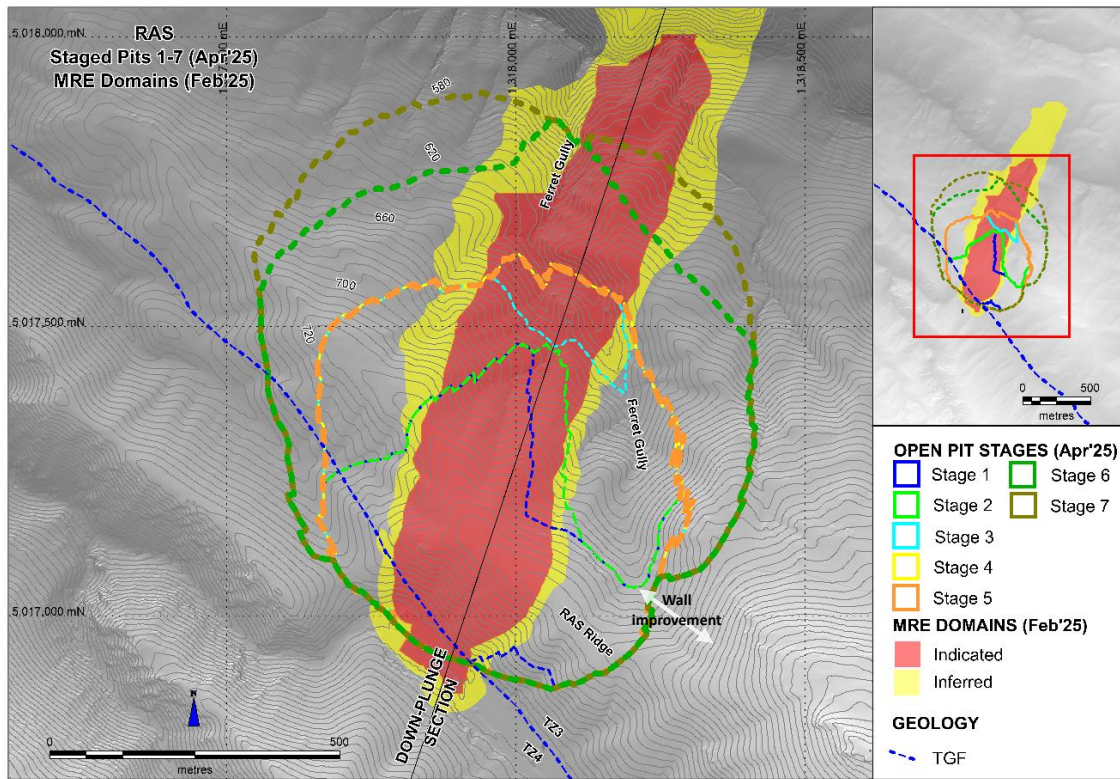 RAS
Staged Pits 1-7 (Apr'25)
MRE Domains (Feb'25)
5,018,000 mN
1,318,000 mE
1,318,500 mE
580
620
660
700
720
Ferret Gully
5,017,500 mN
Ferret Gully
5,017,000 mN
Wall
improvement
RAS Ridge
DOWN-PLUNGE
SECTION
TZ3
TZ4
N
0
500
metres
0
500
metres
OPEN PIT STAGES (Apr'25)
Stage 1
Stage 6
Stage 2
Stage 7
Stage 3
Stage 4
Stage 5
MRE DOMAINS (Feb'25)
Indicated
Inferred
GEOLOGY
TGF